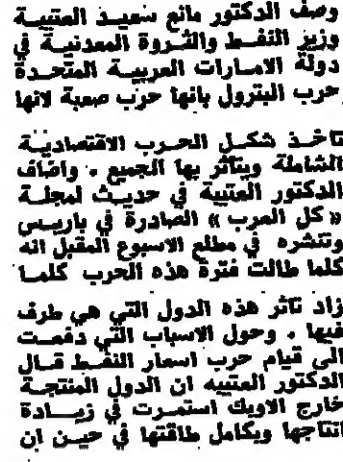 وصف الدكتور مانع سعيد العتيبة
وزير النفط والثروة المعدنية في
دولة الامارات العربية المتحدة
حرب البترول بانها حرب صعبة لانها
تاخذ شكل الحرب الاقتصادية
الشاملة ويتاثر بها الجميع . واضاف
الدكتور العتيبة في حديث لمجلة
« كل العرب » الصادرة في باريس
وتنشره في مطلع الاسبوع المقبل انه
كلما طالت فترة هذه الحرب كلما
زاد تاثر هذه الدول التي هي طرف
فيها . وحول الاسباب التي دفعت
الى قيام حرب اسعار النفط قال
الدكتور العتيبه ان الدول المنتجة
خارج الاوبك استمرت في زيادة
انتاجها وبكامل طاقتها في حين ان